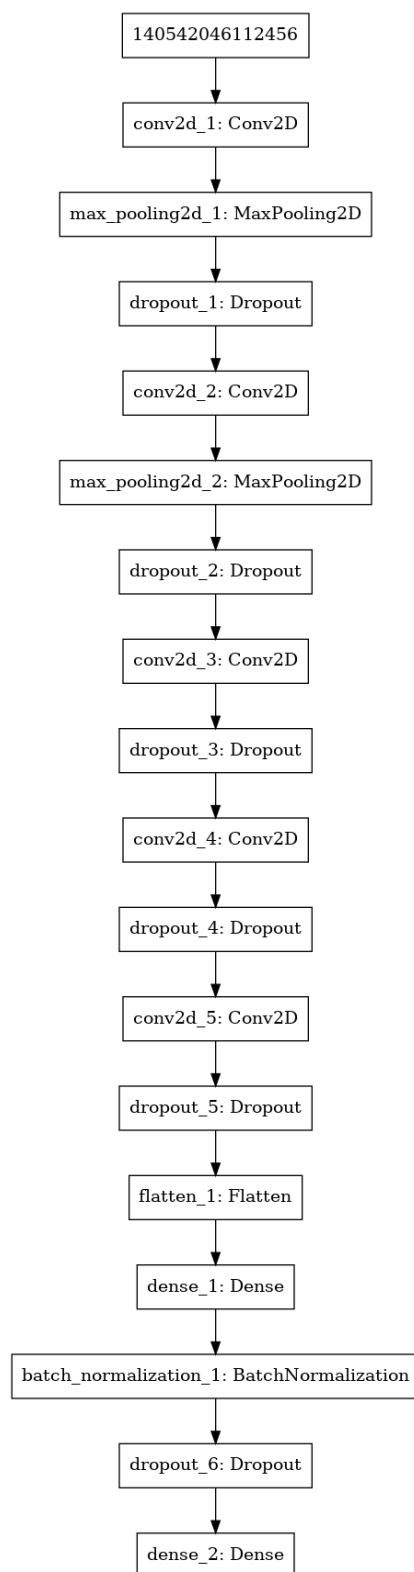 140542046112456
conv2d_1: Conv2D
max_pooling2d_1: MaxPooling2D
dropout_1: Dropout
conv2d_2: Conv2D
max_pooling2d_2: MaxPooling2D
dropout_2: Dropout
conv2d_3: Conv2D
dropout_3: Dropout
conv2d_4: Conv2D
dropout_4: Dropout
conv2d_5: Conv2D
dropout_5: Dropout
flatten_1: Flatten
dense_1: Dense
batch_normalization_1: BatchNormalization
dropout_6: Dropout
dense_2: Dense